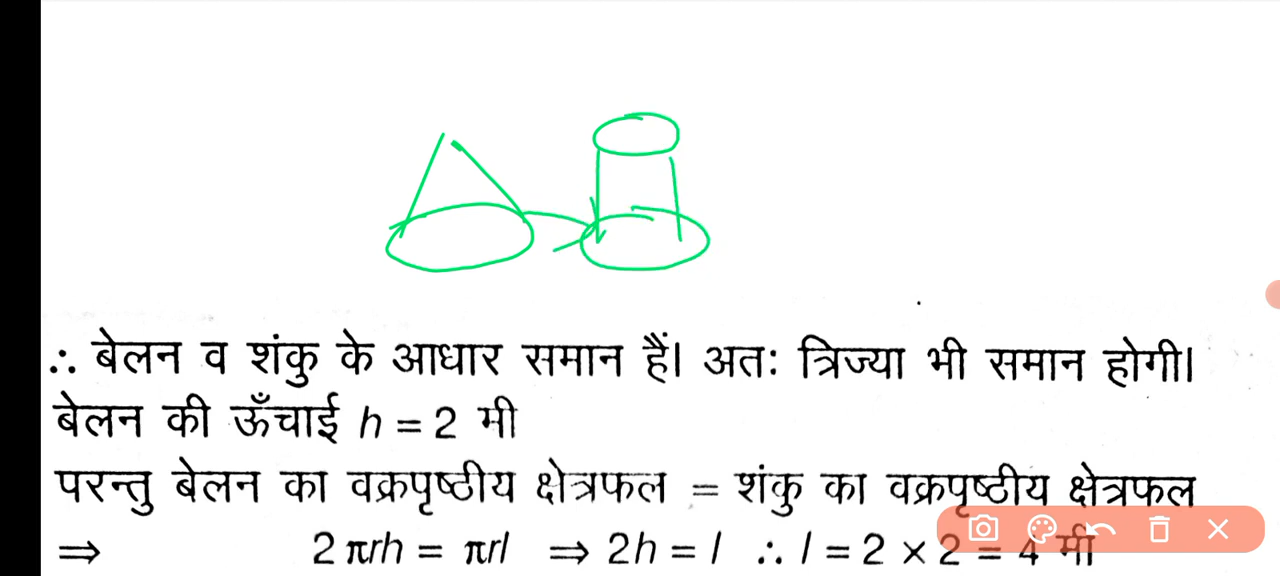 ∴ बेलन व शंकु के आधार समान हैं। अतः त्रिज्या भी समान होगी।
बेलन की ऊँचाई h = 2 मी
परन्तु बेलन का वक्रपृष्ठीय क्षेत्रफल = शंकु का वक्रपृष्ठीय क्षेत्रफल
⇒ 2πrh = πrl ⇒ 2h = l ∴ l = 2 × 2 = 4 मी